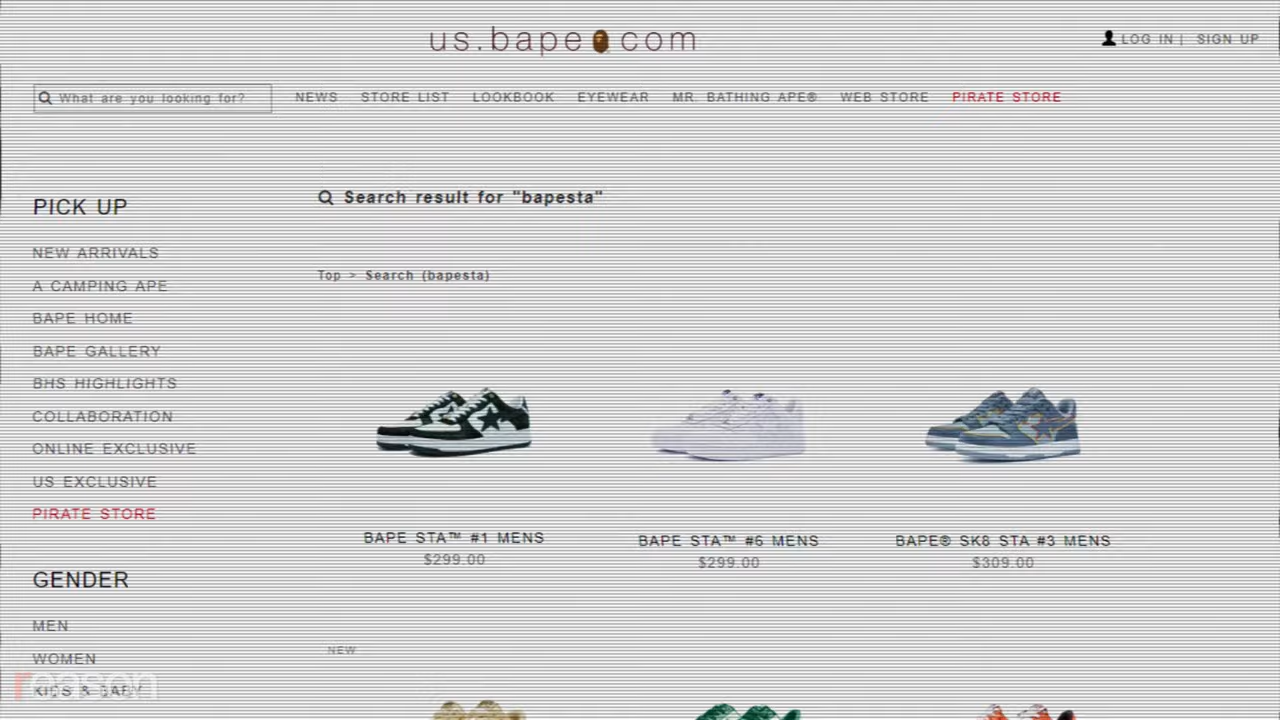 us.bape com
LOG IN | SIGN UP
What are you looking for?
NEWS STORE LIST LOOKBOOK EYEWEAR MR. BATHING APE® WEB STORE PIRATE STORE
PICK UP
NEW ARRIVALS
A CAMPING APE
BAPE HOME
BAPE GALLERY
BHS HIGHLIGHTS
COLLABORATION
ONLINE EXCLUSIVE
US EXCLUSIVE
PIRATE STORE
GENDER
MEN
WOMEN
KIDS & BABY
Search result for "bapesta"
Top > Search (bapesta)
BAPE STA™ #1 MENS
$299.00
BAPE STA™ #6 MENS
$299.00
BAPE® SK8 STA #3 MENS
$309.00
NEW
reason